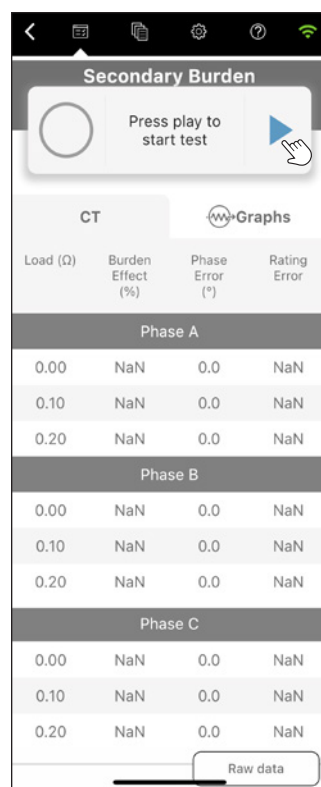 Secondary Burden
Press play to
start test
CT
Graphs
Load (Ω) Burden Effect (%) Phase Error (°) Rating Error
Phase A
0.00 NaN 0.0 NaN
0.10 NaN 0.0 NaN
0.20 NaN 0.0 NaN
Phase B
0.00 NaN 0.0 NaN
0.10 NaN 0.0 NaN
0.20 NaN 0.0 NaN
Phase C
0.00 NaN 0.0 NaN
0.10 NaN 0.0 NaN
0.20 NaN 0.0 NaN
Raw data